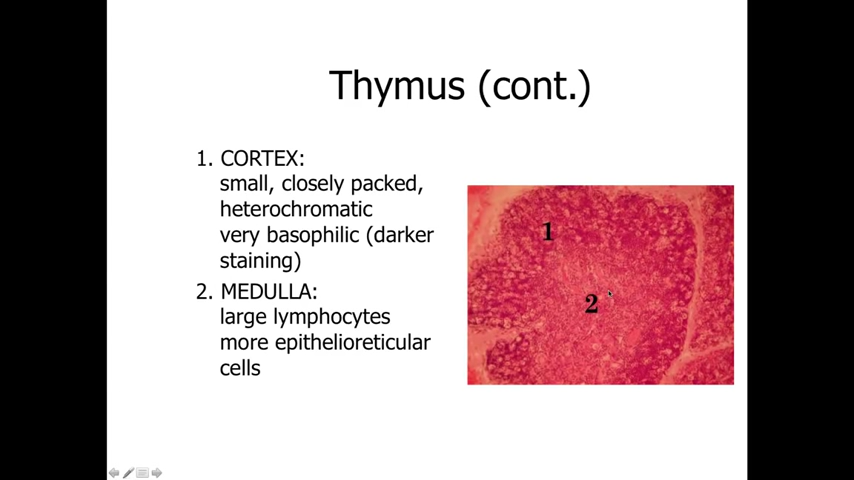 Thymus (cont.)
1. CORTEX:
small, closely packed,
heterochromatic
very basophilic (darker
staining)
2. MEDULLA:
large lymphocytes
more epithelioreticular
cells
1
2